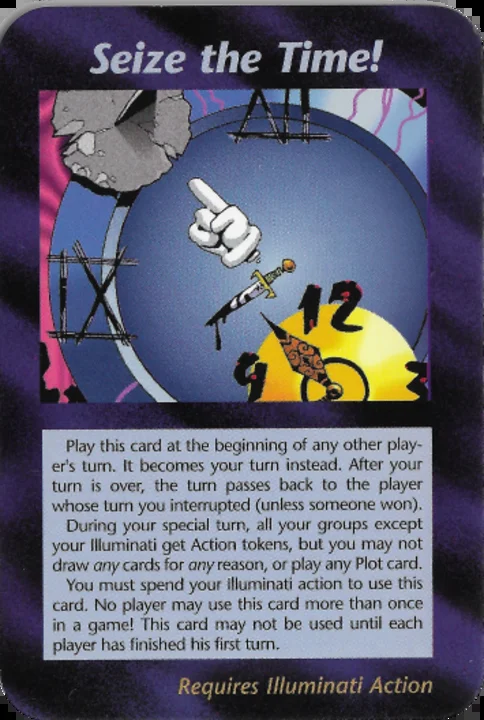 Seize the Time!
XII
IX
12
9
3
Play this card at the beginning of any other play-
er's turn. It becomes your turn instead. After your
turn is over, the turn passes back to the player
whose turn you interrupted (unless someone won).
During your special turn, all your groups except
your Illuminati get Action tokens, but you may not
draw any cards for any reason, or play any Plot card.
You must spend your illuminati action to use this
card. No player may use this card more than once
in a game! This card may not be used until each
player has finished his first turn.
Requires Illuminati Action